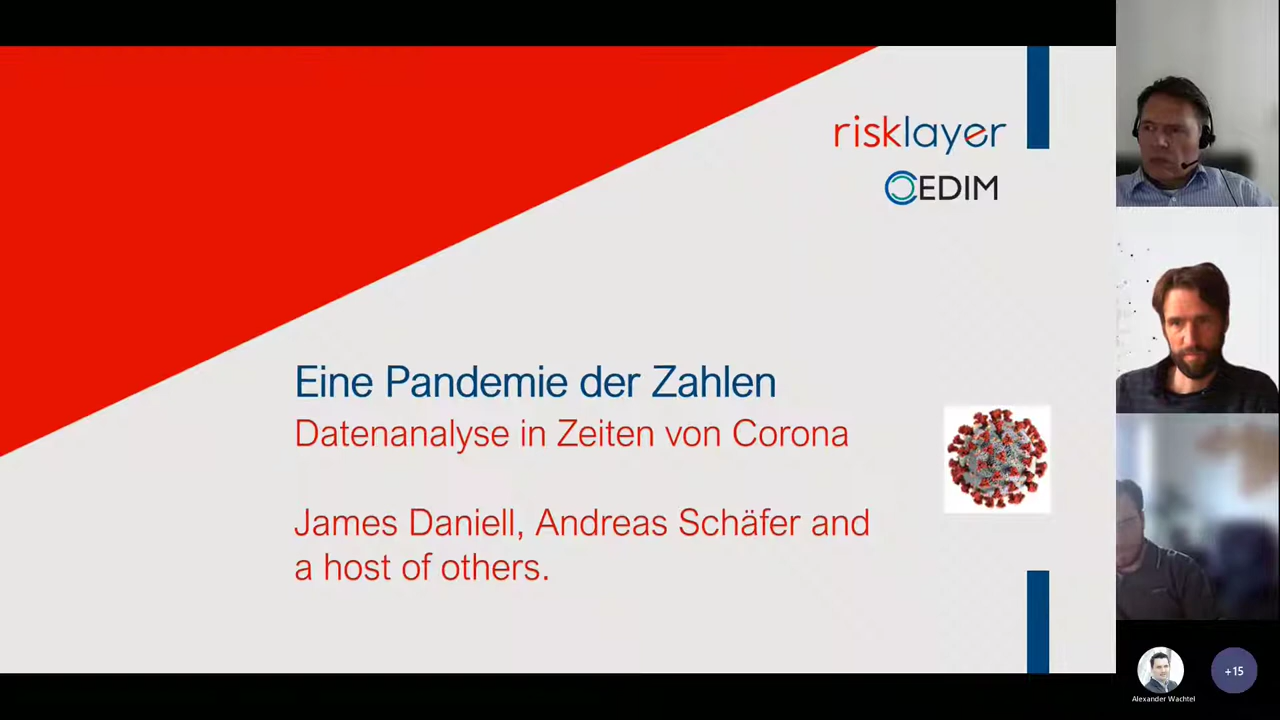 risklayer
CEDIM
Eine Pandemie der Zahlen
Datenanalyse in Zeiten von Corona
James Daniell, Andreas Schäfer and
a host of others.
Alexander Wachtel
+15